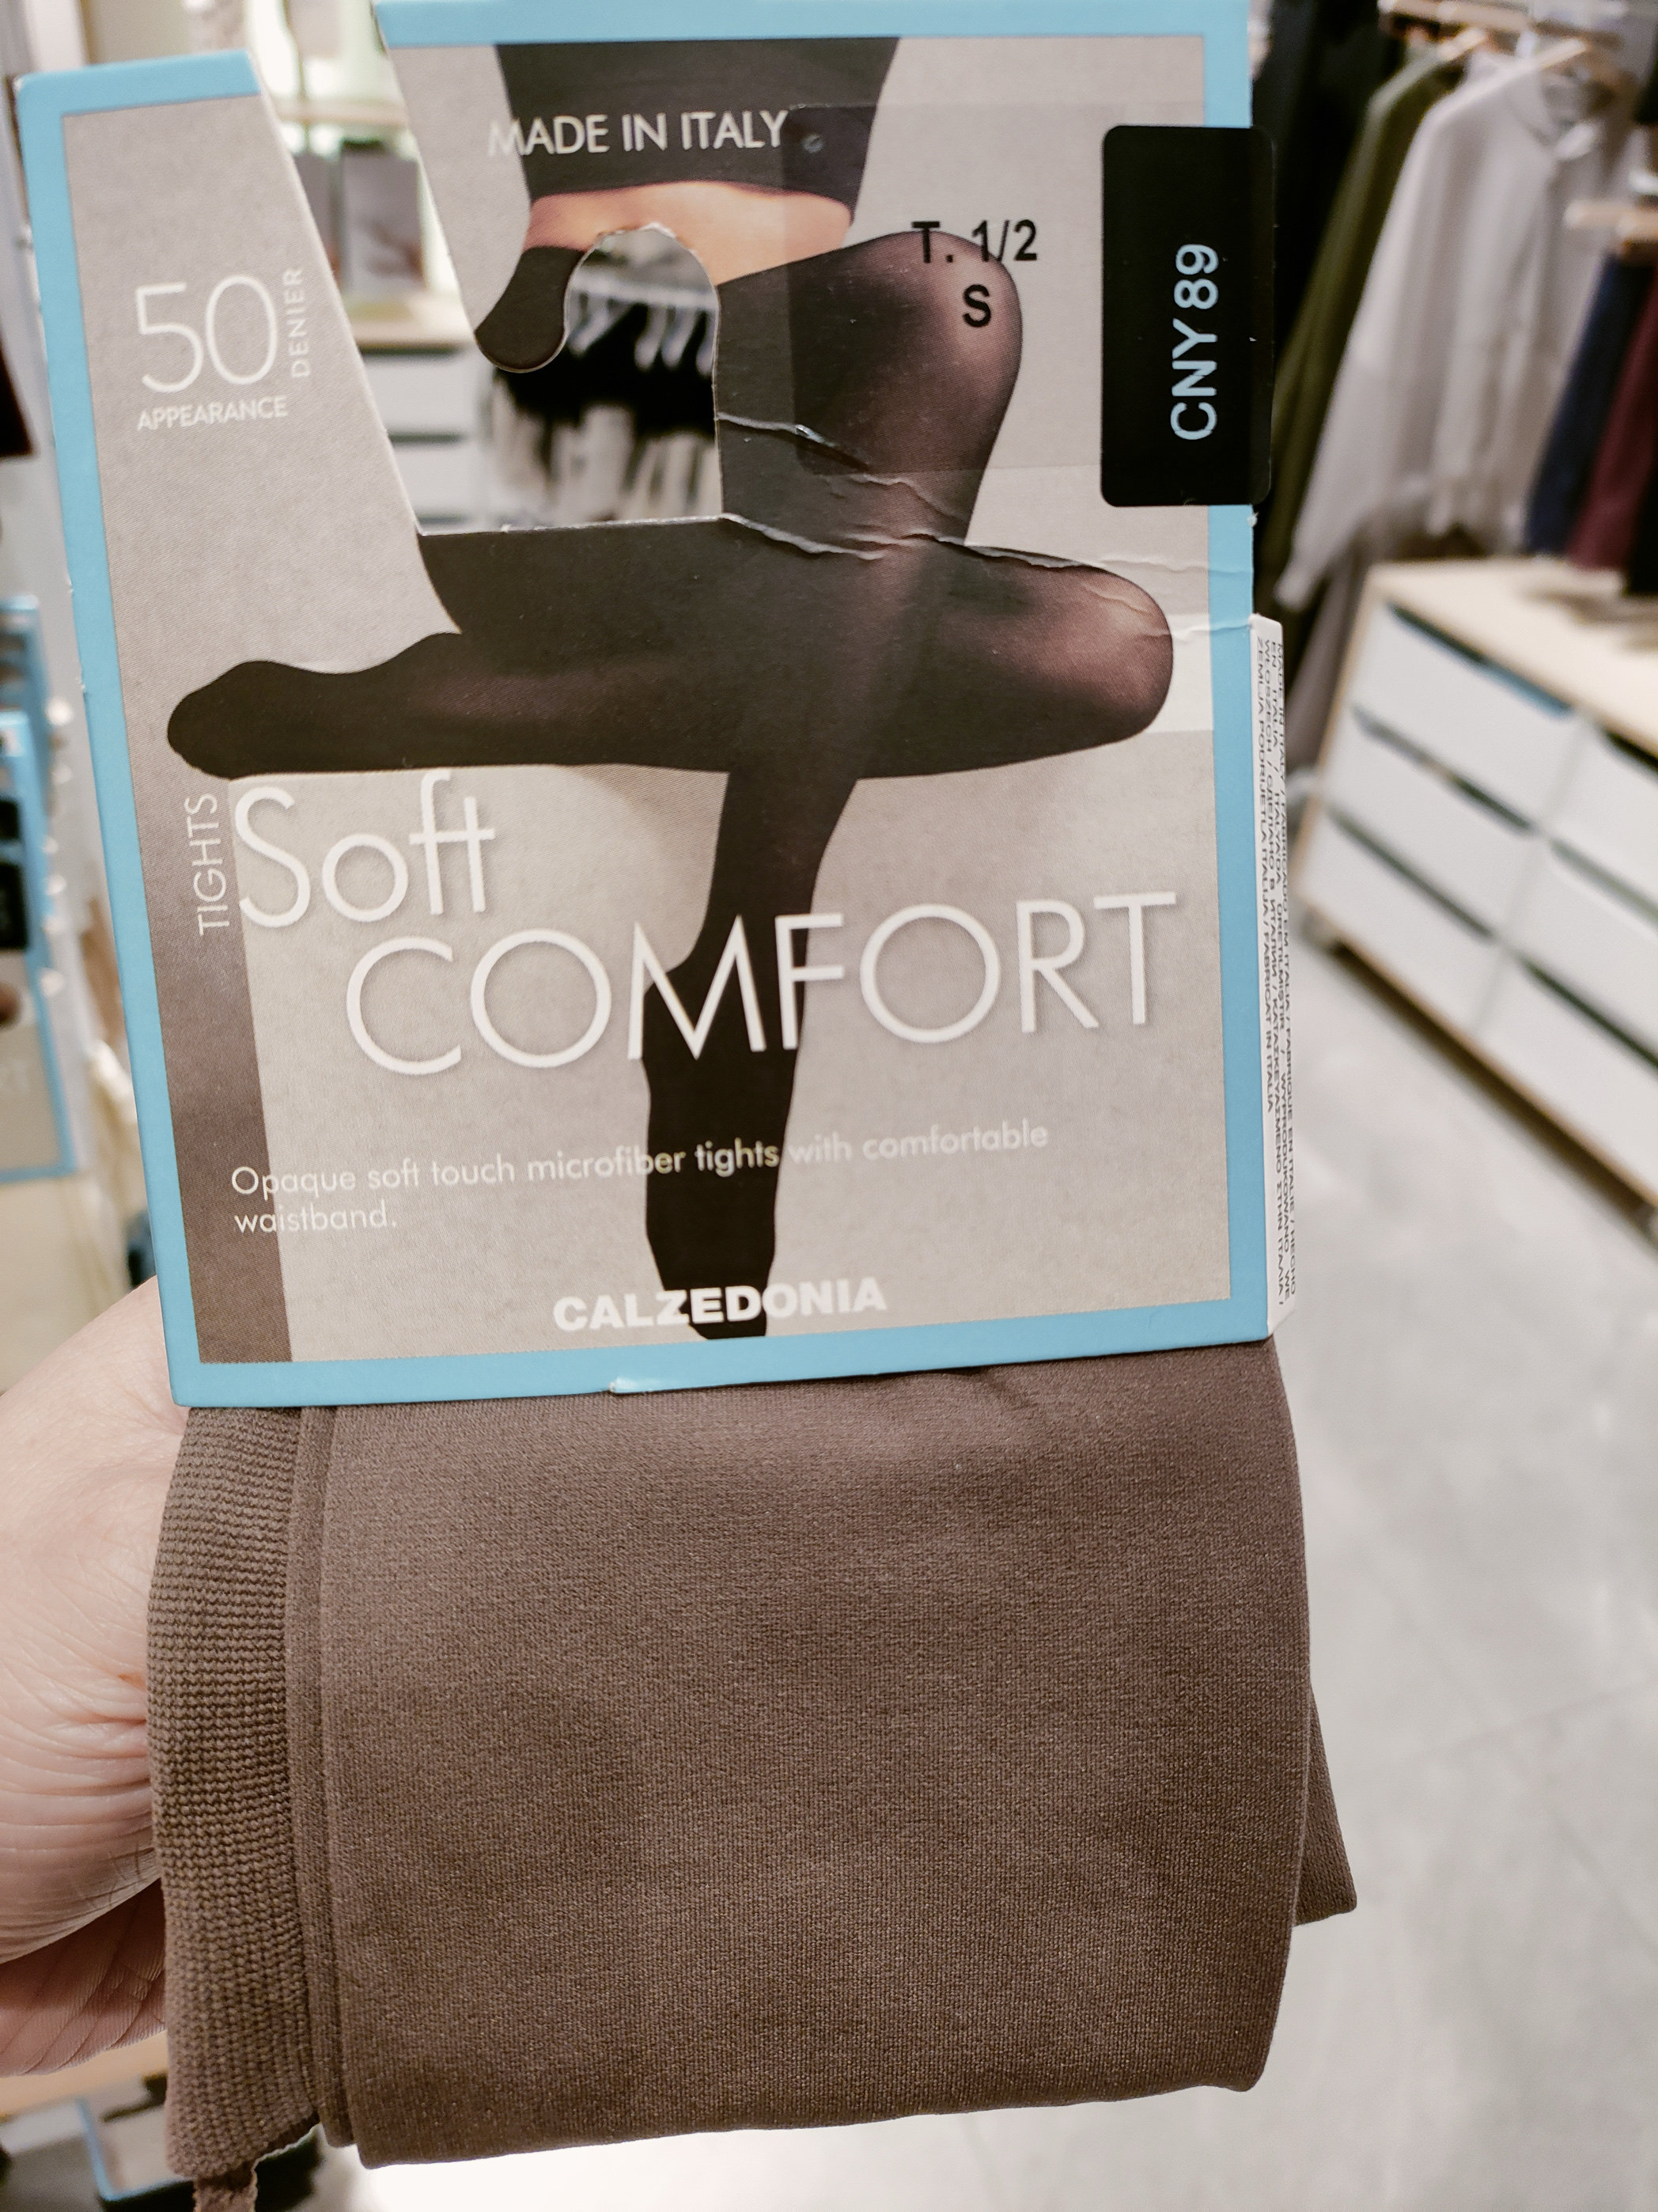 MADE IN ITALY
T. 1/2
S
CNY 89
50
DENIER
APPEARANCE
TIGHTS
Soft
COMFORT
Opaque soft touch microfiber tights with comfortable
waistband.
CALZEDONIA